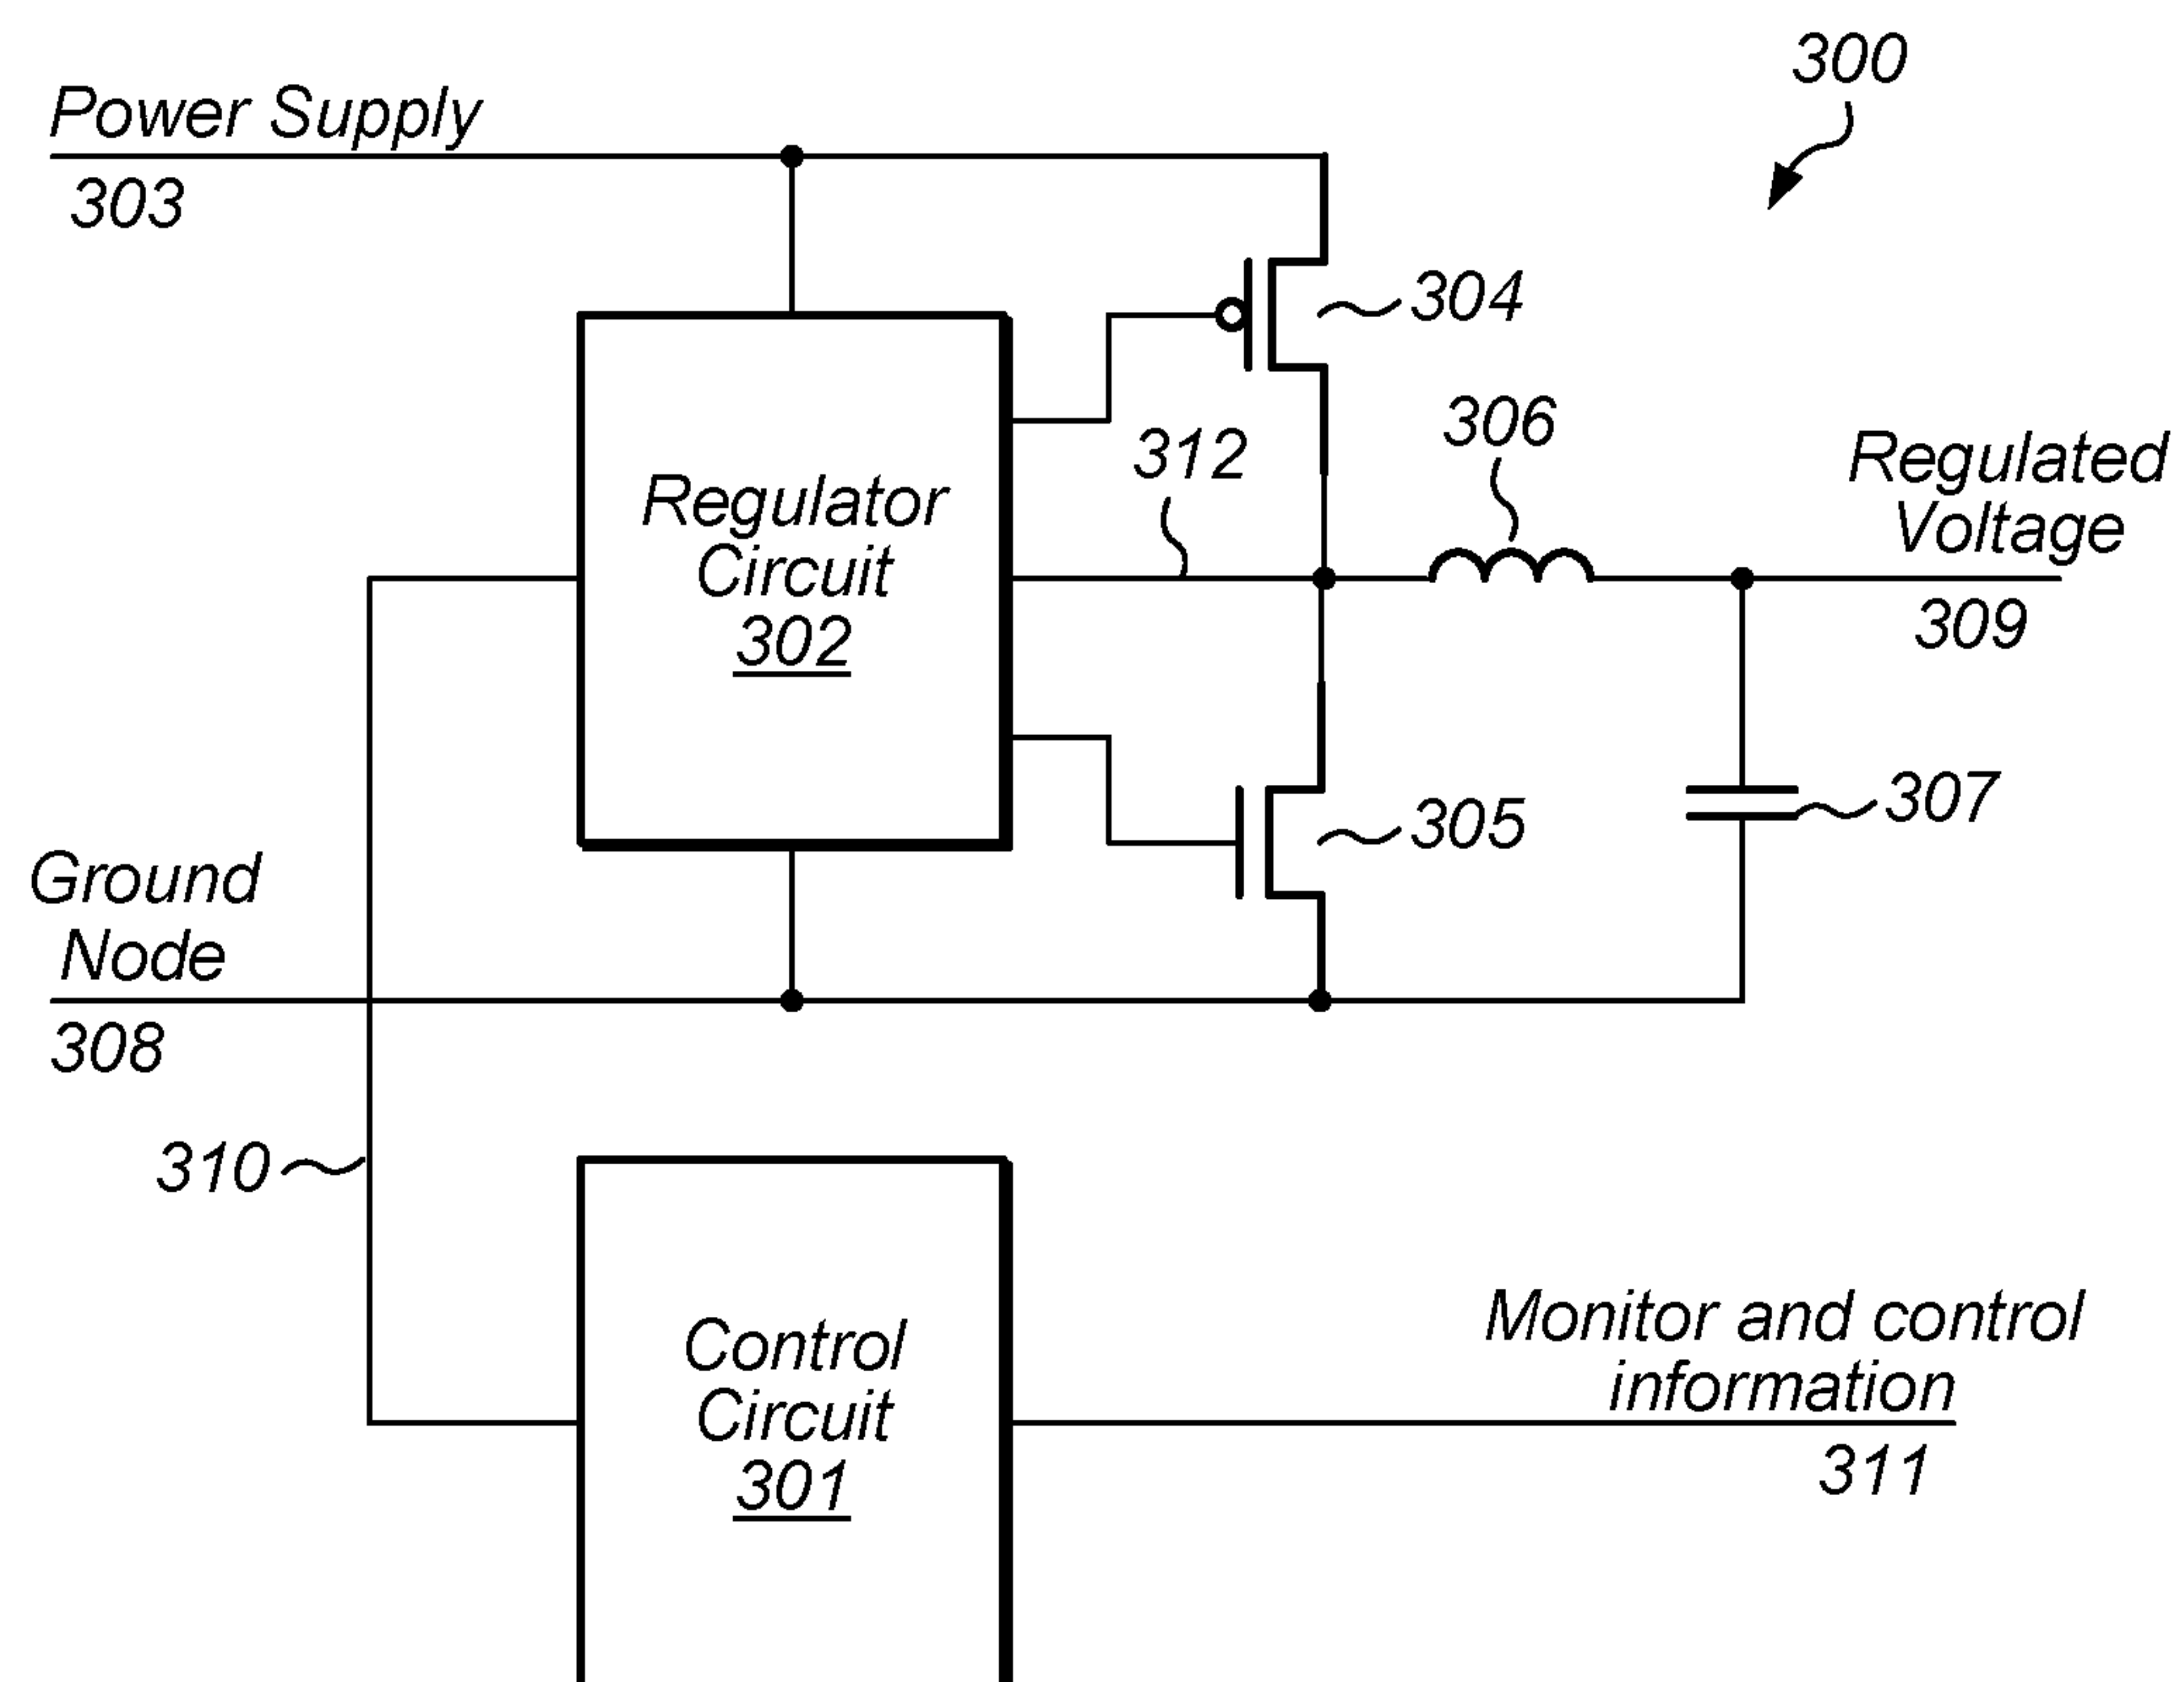 300
Power Supply
303
304
306
312
Regulated
Voltage
309
Regulator
Circuit
302
307
305
Ground
Node
308
310
Control
Circuit
301
Monitor and control
information
311